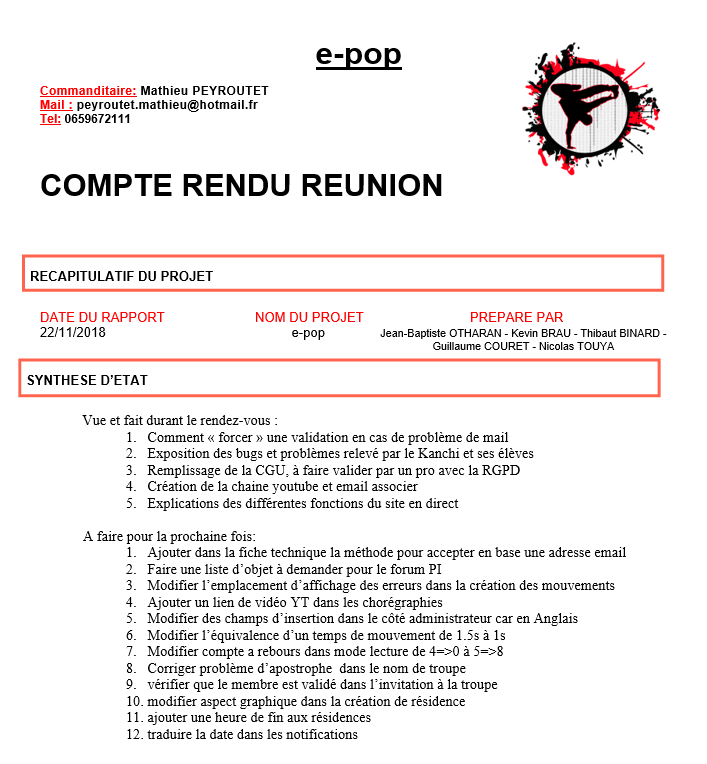 e-pop
Commanditaire: Mathieu PEYROUTET
Mail : peyroutet.mathieu@hotmail.fr
Tel: 0659672111
COMPTE RENDU REUNION
RECAPITULATIF DU PROJET
DATE DU RAPPORT NOM DU PROJET PREPARE PAR
22/11/2018 e-pop Jean-Baptiste OTHARAN - Kevin BRAU - Thibaut BINARD -
Guillaume COURET - Nicolas TOUYA
SYNTHESE D'ETAT
Vue et fait durant le rendez-vous :
1. Comment « forcer » une validation en cas de problème de mail
2. Exposition des bugs et problèmes relevé par le Kanchi et ses élèves
3. Remplissage de la CGU, à faire valider par un pro avec la RGPD
4. Création de la chaine youtube et email associer
5. Explications des différentes fonctions du site en direct
A faire pour la prochaine fois:
1. Ajouter dans la fiche technique la méthode pour accepter en base une adresse email
2. Faire une liste d'objet à demander pour le forum PI
3. Modifier l'emplacement d'affichage des erreurs dans la création des mouvements
4. Ajouter un lien de vidéo YT dans les chorégraphies
5. Modifier des champs d'insertion dans le côté administrateur car en Anglais
6. Modifier l'équivalence d'un temps de mouvement de 1.5s à 1s
7. Modifier compte a rebours dans mode lecture de 4=>0 à 5=>8
8. Corriger problème d'apostrophe dans le nom de troupe
9. vérifier que le membre est validé dans l'invitation à la troupe
10. modifier aspect graphique dans la création de résidence
11. ajouter une heure de fin aux résidences
12. traduire la date dans les notifications